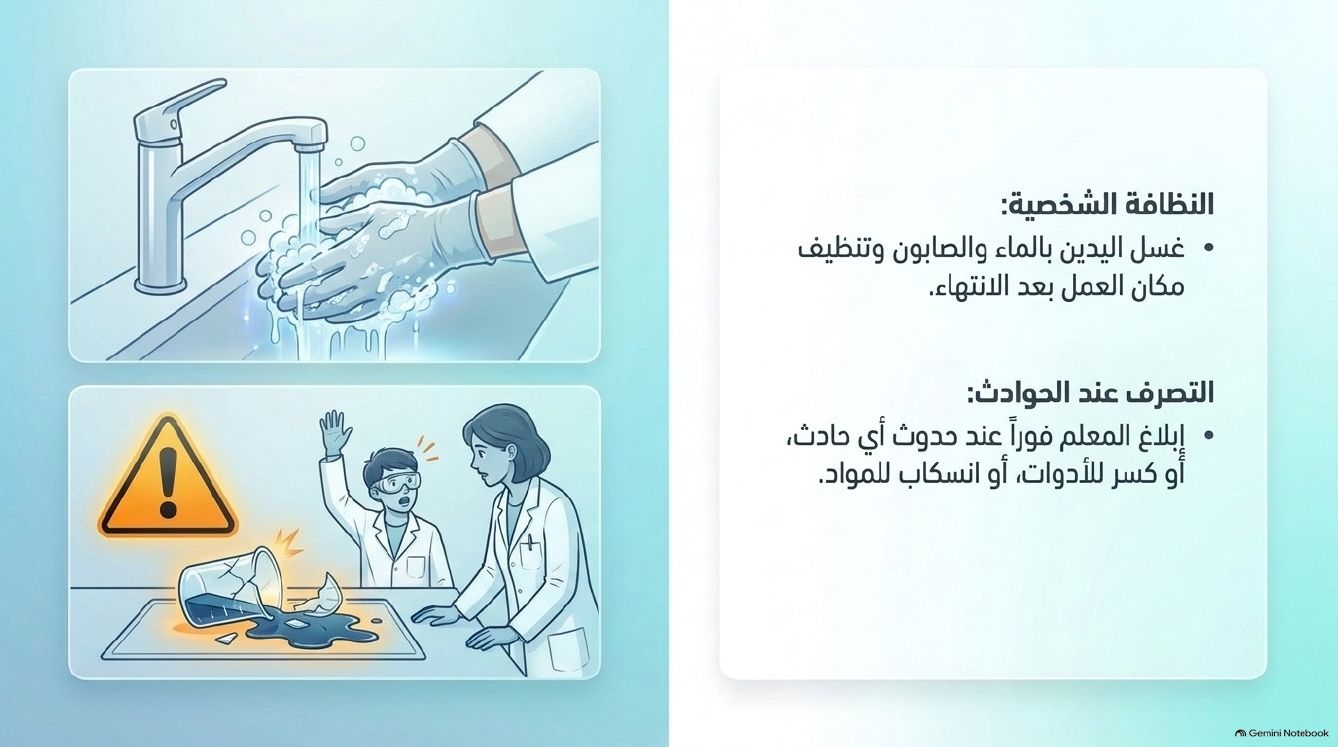 النظافة الشخصية:
• غسل اليدين بالماء والصابون وتنظيف
مكان العمل بعد الانتهاء.
التصرف عند الحوادث:
• إبلاغ المعلم فوراً عند حدوث أي حادث،
أو كسر للأدوات، أو انسكاب للمواد.
Gemini Notebook